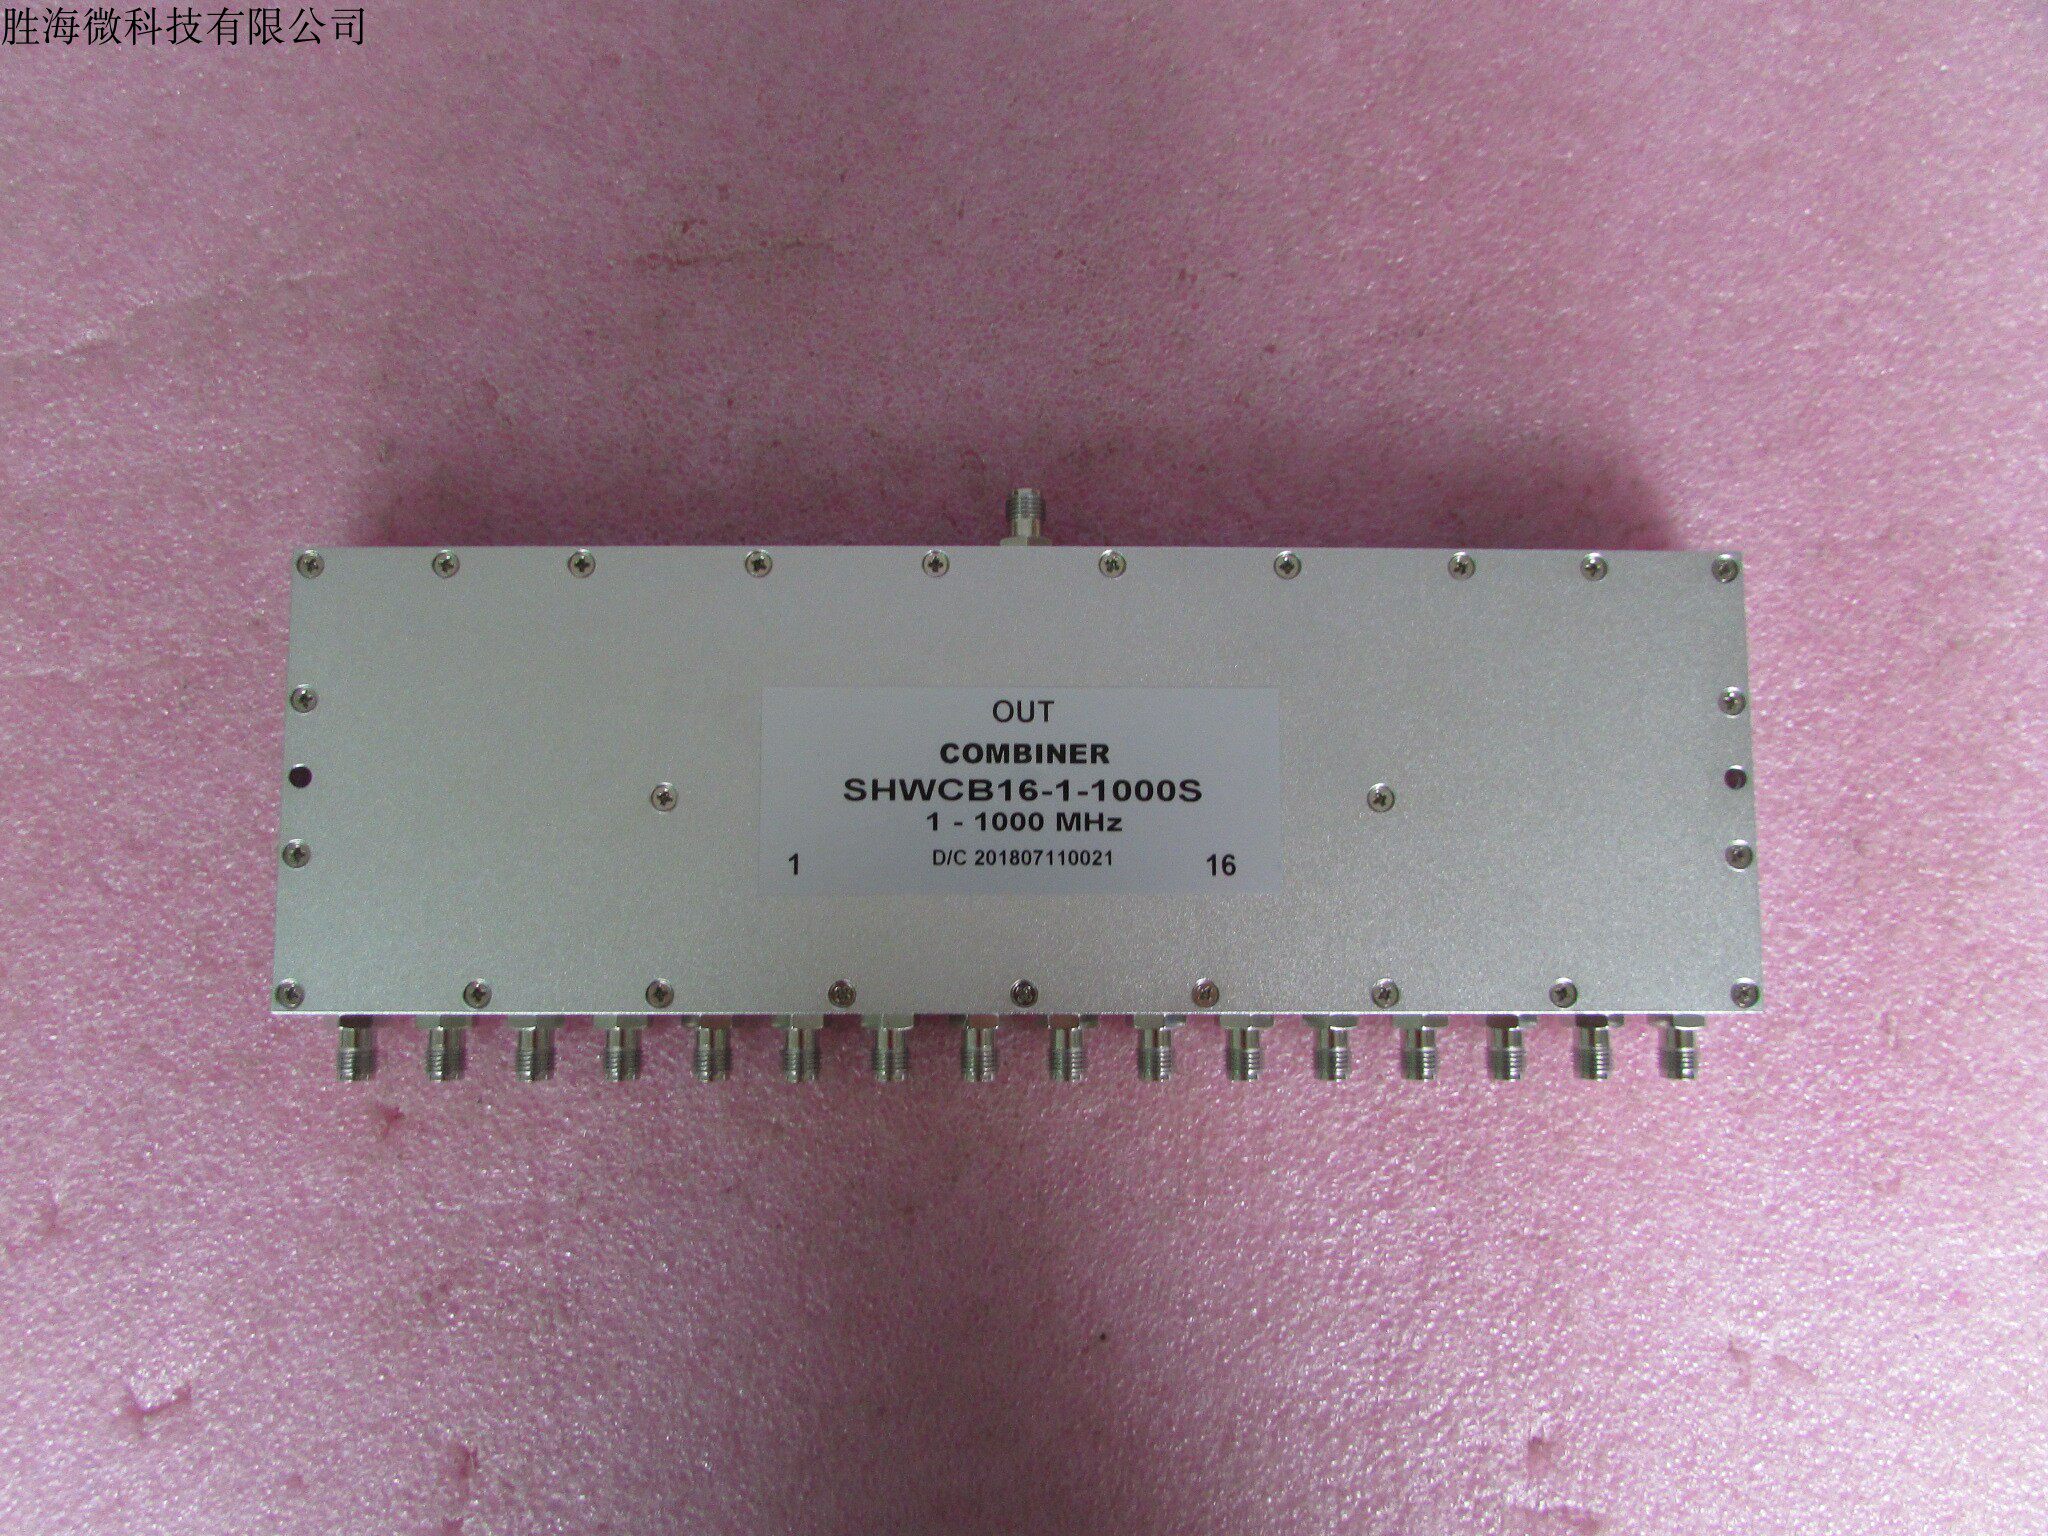 胜海微科技有限公司
OUT
COMBINER
SHWCB16-1-1000S
1 - 1000 MHz
D/C 201807110021
1 16